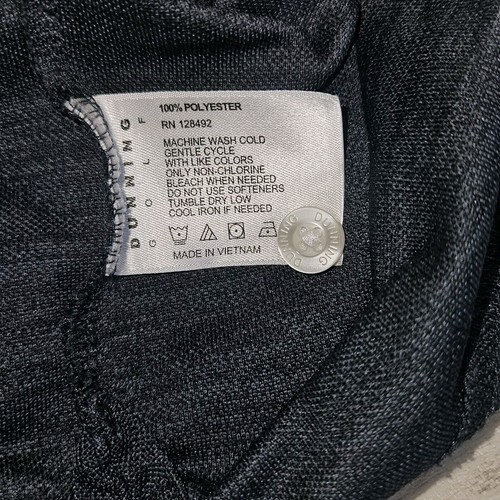 DUNNING
GOLF
100% POLYESTER
RN 128492
MACHINE WASH COLD
GENTLE CYCLE
WITH LIKE COLORS
ONLY NON-CHLORINE
BLEACH WHEN NEEDED
DO NOT USE SOFTENERS
TUMBLE DRY LOW
COOL IRON IF NEEDED
MADE IN VIETNAM
DUNNING
DUNNING